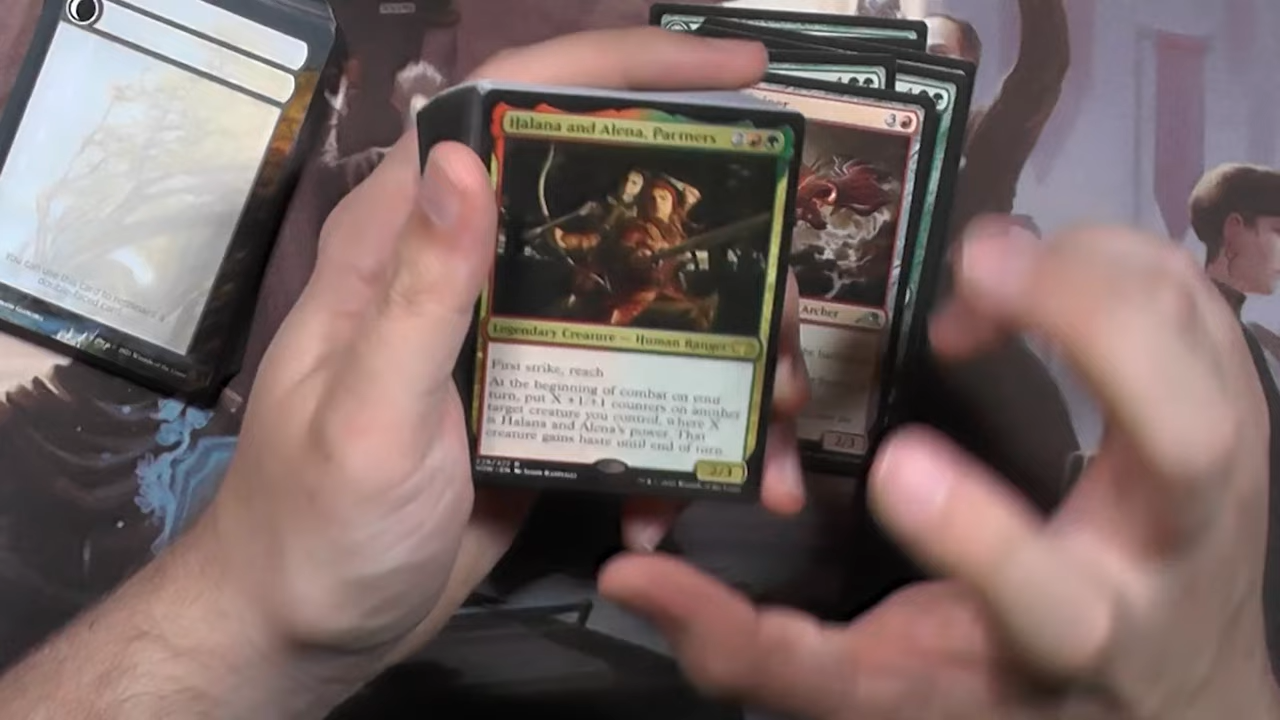 Halana and Alena, Partners
3
Legendary Creature — Human Ranger
First strike, reach
At the beginning of combat on your
turn, put X +1/+1 counters on another
target creature you control, where X
is Halana and Alena's power. That
creature gains haste until end of turn.
2/3
3
Archer
2/3
You can use this card to represent a
double-faced card